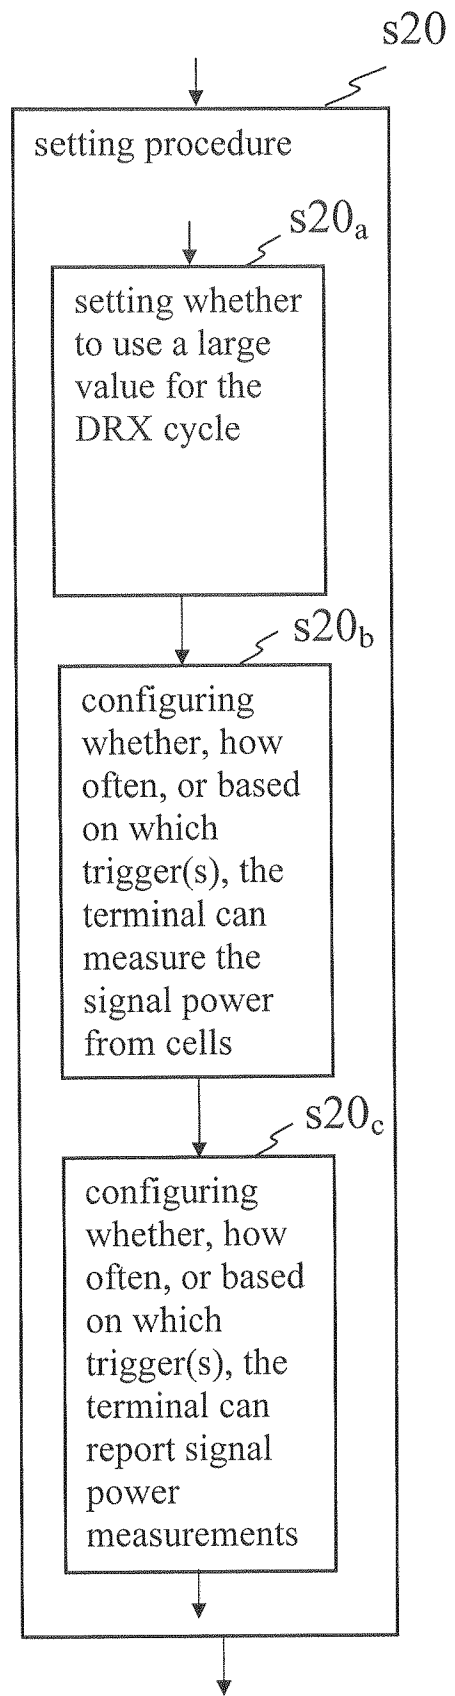 s20
setting procedure
s20a
setting whether
to use a large
value for the
DRX cycle
s20b
configuring
whether, how
often, or based
on which
trigger(s), the
terminal can
measure the
signal power
from cells
s20c
configuring
whether, how
often, or based
on which
trigger(s), the
terminal can
report signal
power
measurements